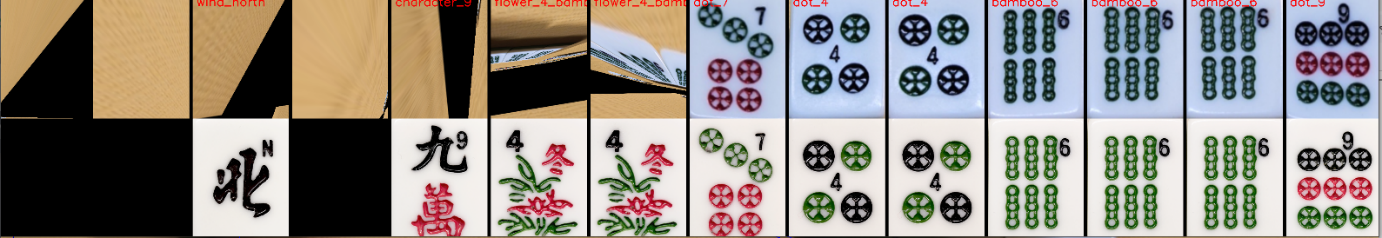 wind_north character_9 flower_4_bamb flower_4_bamb dot_7 dot_4 dot_4 bamboo_6 bamboo_6 bamboo_6 dot_9
7 4 4 6 6 6 9
北 N 九 9 萬 4 冬 4 冬 7 4 4 6 6 6 9